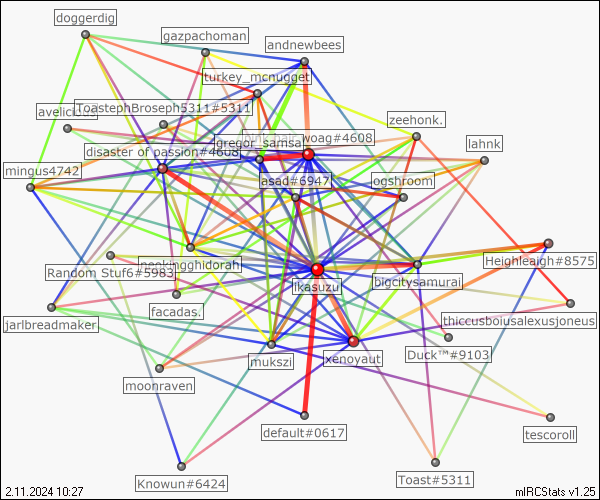 doggerdig
gazpachoman
andnewbees
turkey_mcnugget
ToastephBroseph5311#5311
zeehonk.
gregor_samsa
woag#4608
lahnk
disaster of passion#4608
mingus4742
asad#6947
ogshroom
Heighleaigh#8575
Random Stuf6#5983
ikasuzu
bigcitysamurai
facadas.
thiccusboiusalexusjoneus
jarlbreadmaker
Duck™#9103
mukszi
xenoyaut
moonraven
default#0617
tescoroll
Toast#5311
Knowun#6424
2.11.2024 10:27
mIRCStats v1.25